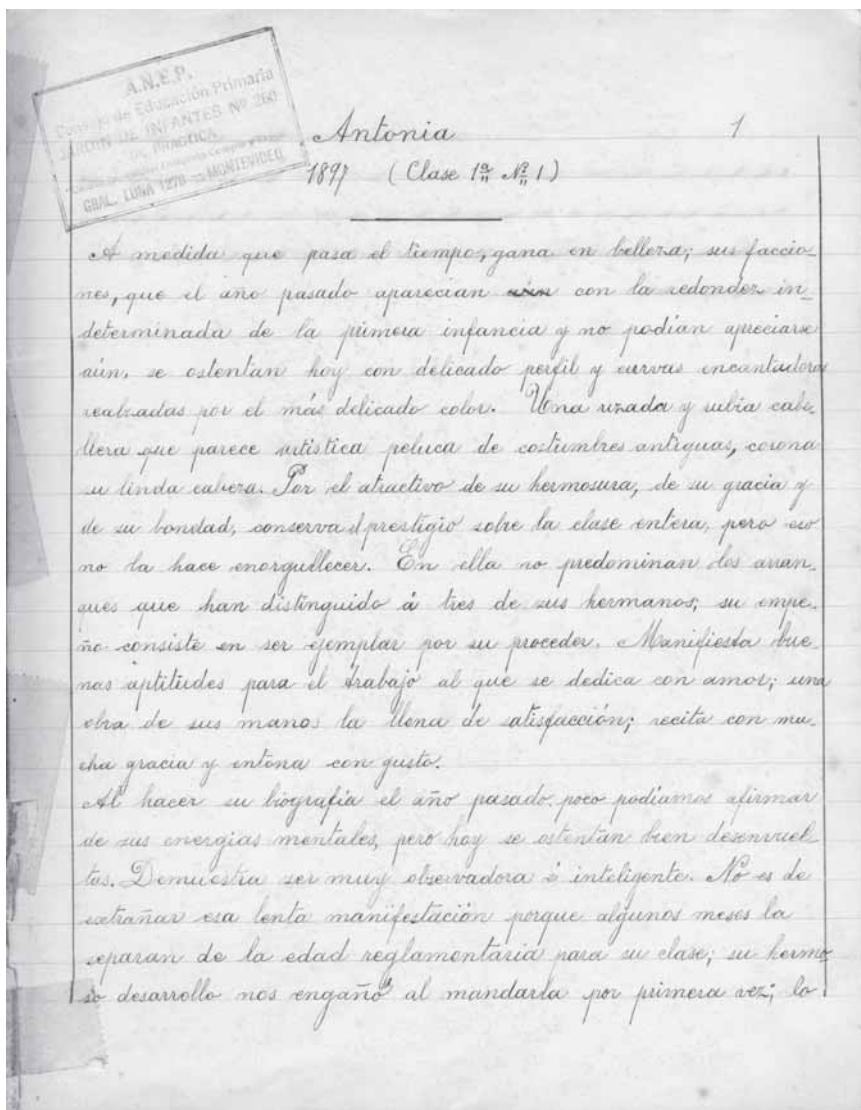 A.N.E.P.
Consejo de Educación Primaria
JARDIN DE INFANTES Nº 260
DE PRACTICA
GRAL. LUNA 1278 - MONTEVIDEO
Antonia 1
1897 (Clase 1ª Nº 1)
A medida que pasa el tiempo, gana en belleza; sus faccio-
nes, que el año pasado aparecian con la redondez in-
determinada de la primera infancia y no podían apreciarse
aún, se ostentan hoy con delicado perfil y curvas encantadoras
realzadas por el más delicado color. Una rizada y rubia cabe-
llera que parece artistica peluca de costumbres antiguas, corona
su linda cabeza. Por el atractivo de su hermosura, de su gracia y
de su bondad, conserva el prestigio sobre la clase entera, pero eso
no la hace enorgullecer. En ella no predominan los arran-
ques que han distinguido á tres de sus hermanos; su empe-
ño consiste en ser ejemplar por su proceder. Manifiesta bue-
nas aptitudes para el trabajo al que se dedica con amor; una
obra de sus manos la llena de satisfacción; recita con mu-
cha gracia y entona con gusto.
Al hacer su biografía el año pasado, poco podíamos afirmar
de sus energias mentales, pero hoy se ostentan bien desenvuel-
tas. Demuestra ser muy observadora é inteligente. No es de
extrañar esa lenta manifestación porque algunos meses la
separan de la edad reglamentaria para su clase; su hermo-
so desarrollo nos engañó al mandarla por primera vez; lo